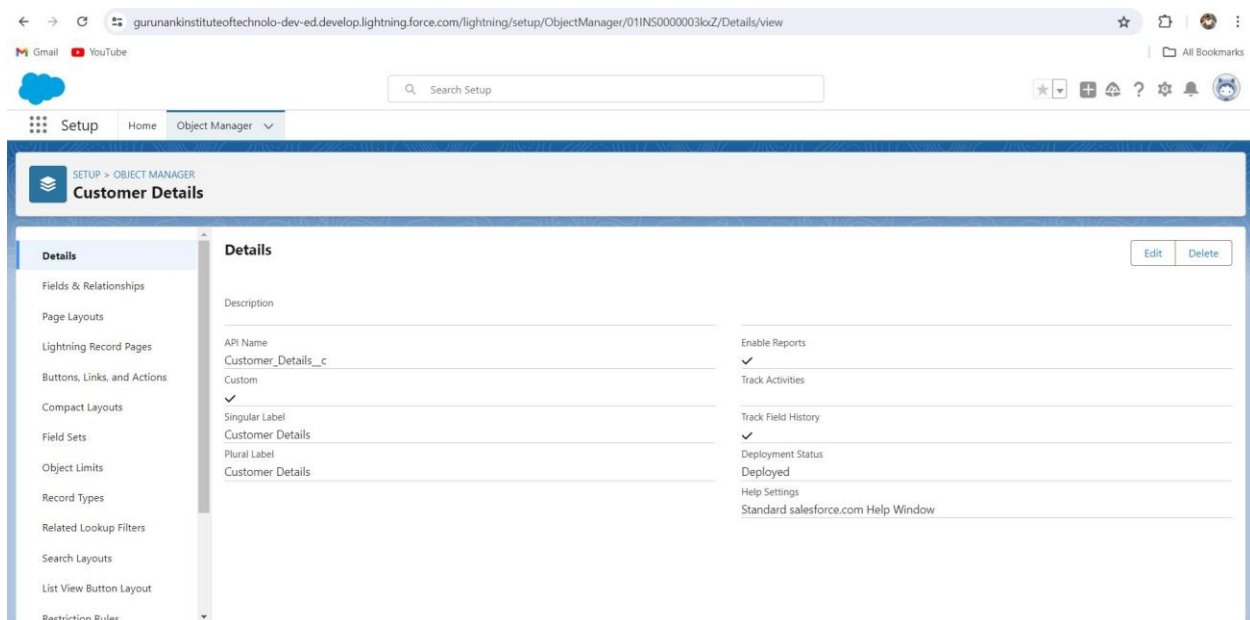 gurunankinstituteoftechnolo-dev-ed.develop.lightning.force.com/lightning/setup/ObjectManager/01INS0000003kxZ/Details/view
Gmail YouTube All Bookmarks
Search Setup
Setup Home Object Manager
SETUP > OBJECT MANAGER
Customer Details
Details
Fields & Relationships
Page Layouts
Lightning Record Pages
Buttons, Links, and Actions
Compact Layouts
Field Sets
Object Limits
Record Types
Related Lookup Filters
Search Layouts
List View Button Layout
Restriction Rules
Details
Edit Delete
Description
API Name
Customer_Details__c
Custom
Singular Label
Customer Details
Plural Label
Customer Details
Enable Reports
Track Activities
Track Field History
Deployment Status
Deployed
Help Settings
Standard salesforce.com Help Window